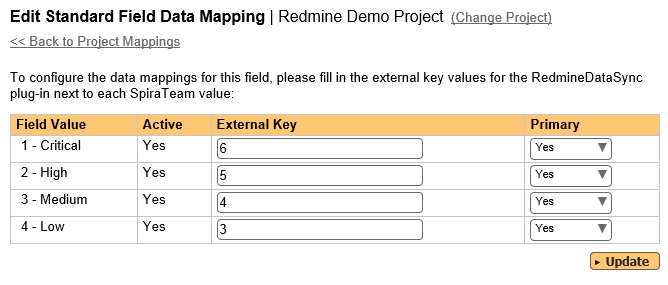 Edit Standard Field Data Mapping | Redmine Demo Project (Change Project)
<< Back to Project Mappings
To configure the data mappings for this field, please fill in the external key values for the RedmineDataSync
plug-in next to each SpiraTeam value:
Field Value Active External Key Primary
1 - Critical Yes 6 Yes
2 - High Yes 5 Yes
3 - Medium Yes 4 Yes
4 - Low Yes 3 Yes
Update